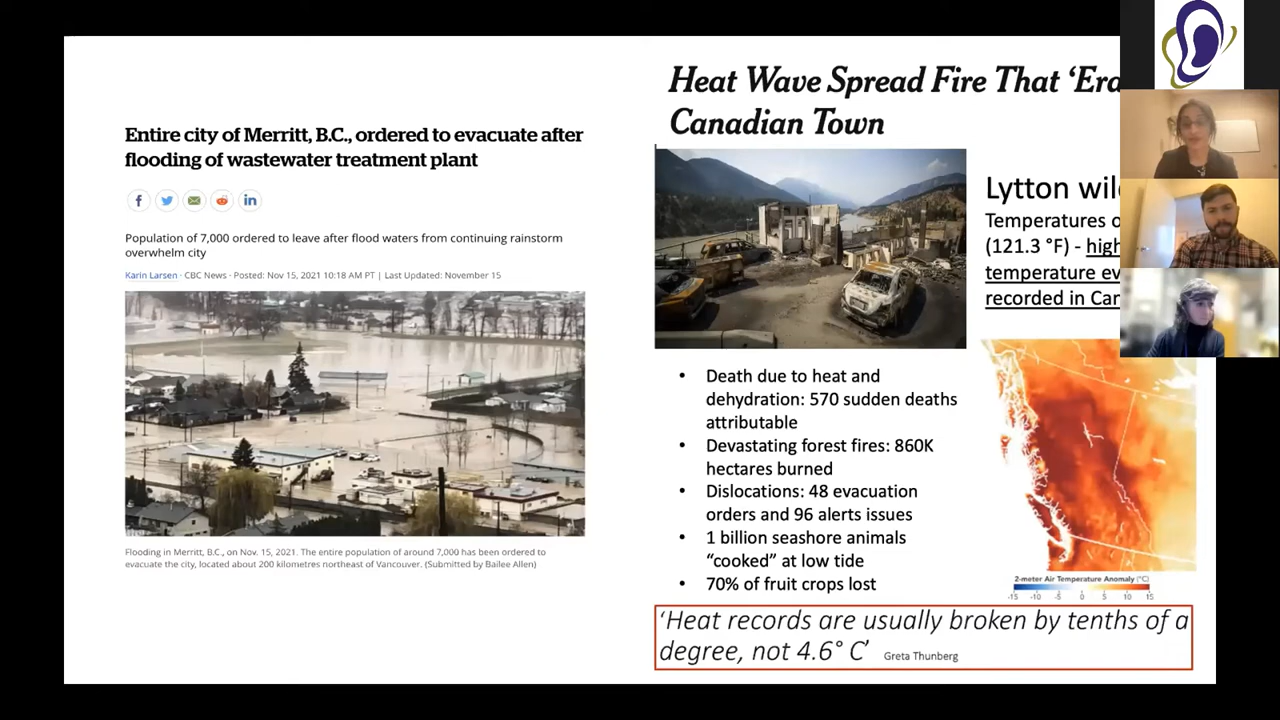 Entire city of Merritt, B.C., ordered to evacuate after
flooding of wastewater treatment plant
Population of 7,000 ordered to leave after flood waters from continuing rainstorm
overwhelm city
Karin Larsen · CBC News · Posted: Nov 15, 2021 10:18 AM PT | Last Updated: November 15
Flooding in Merritt, B.C., on Nov. 15, 2021. The entire population of around 7,000 has been ordered to
evacuate the city, located about 200 kilometres northeast of Vancouver. (Submitted by Bailee Allen)
Heat Wave Spread Fire That ‘Era
Canadian Town
Lytton wil
Temperatures o
(121.3 °F) - hig
temperature ev
recorded in Can
• Death due to heat and
dehydration: 570 sudden deaths
attributable
• Devastating forest fires: 860K
hectares burned
• Dislocations: 48 evacuation
orders and 96 alerts issues
• 1 billion seashore animals
“cooked” at low tide
• 70% of fruit crops lost
2-meter Air Temperature Anomaly (°C)
-15 -10 -5 0 5 10 15
‘Heat records are usually broken by tenths of a
degree, not 4.6° C’ Greta Thunberg